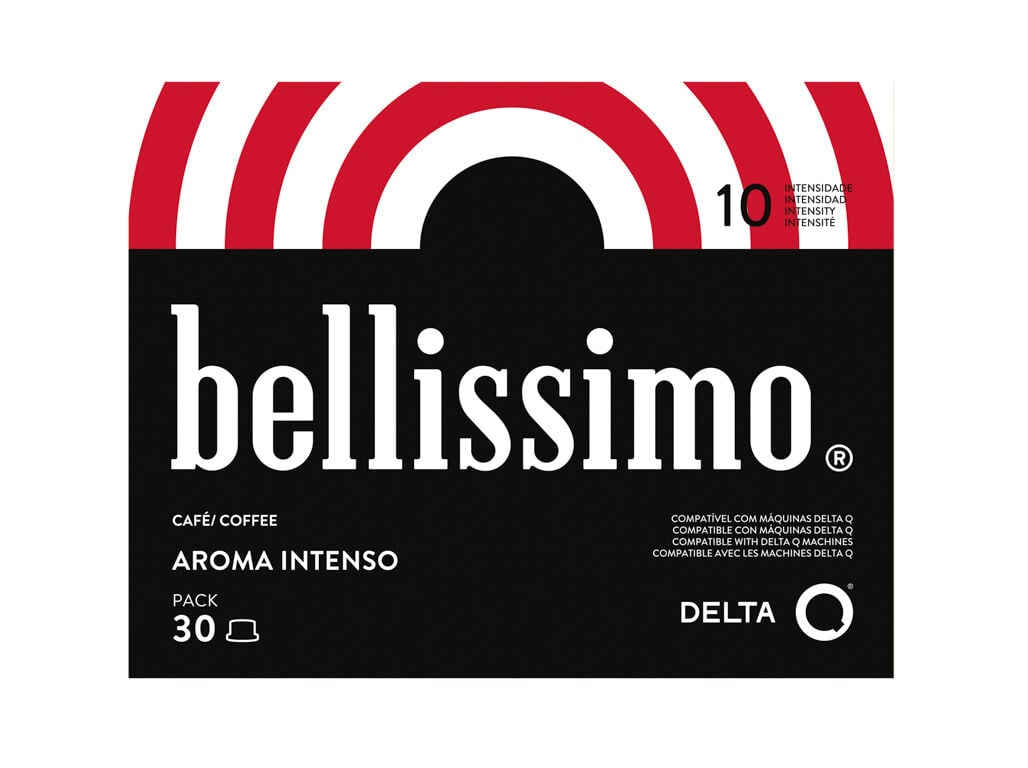 10
INTENSIDADE
INTENSIDAD
INTENSITY
INTENSITÉ
bellissimo®
CAFÉ/ COFFEE
AROMA INTENSO
PACK
30
COMPATÍVEL COM MÁQUINAS DELTA Q
COMPATIBLE CON MÁQUINAS DELTA Q
COMPATIBLE WITH DELTA Q MACHINES
COMPATIBLE AVEC LES MACHINES DELTA Q
DELTA Q®